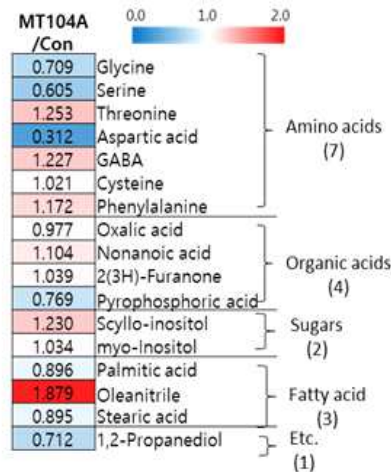 MT104A
/Con
0.0 1.0 2.0
0.709 Glycine
0.605 Serine
1.253 Threonine
0.312 Aspartic acid
1.227 GABA
1.021 Cysteine
1.172 Phenylalanine
Amino acids
(7)
0.977 Oxalic acid
1.104 Nonanoic acid
1.039 2(3H)-Furanone
0.769 Pyrophosphoric acid
Organic acids
(4)
1.230 Scyllo-inositol
1.034 myo-Inositol
Sugars
(2)
0.896 Palmitic acid
1.879 Oleanitrile
0.895 Stearic acid
Fatty acid
(3)
0.712 1,2-Propanediol
Etc.
(1)